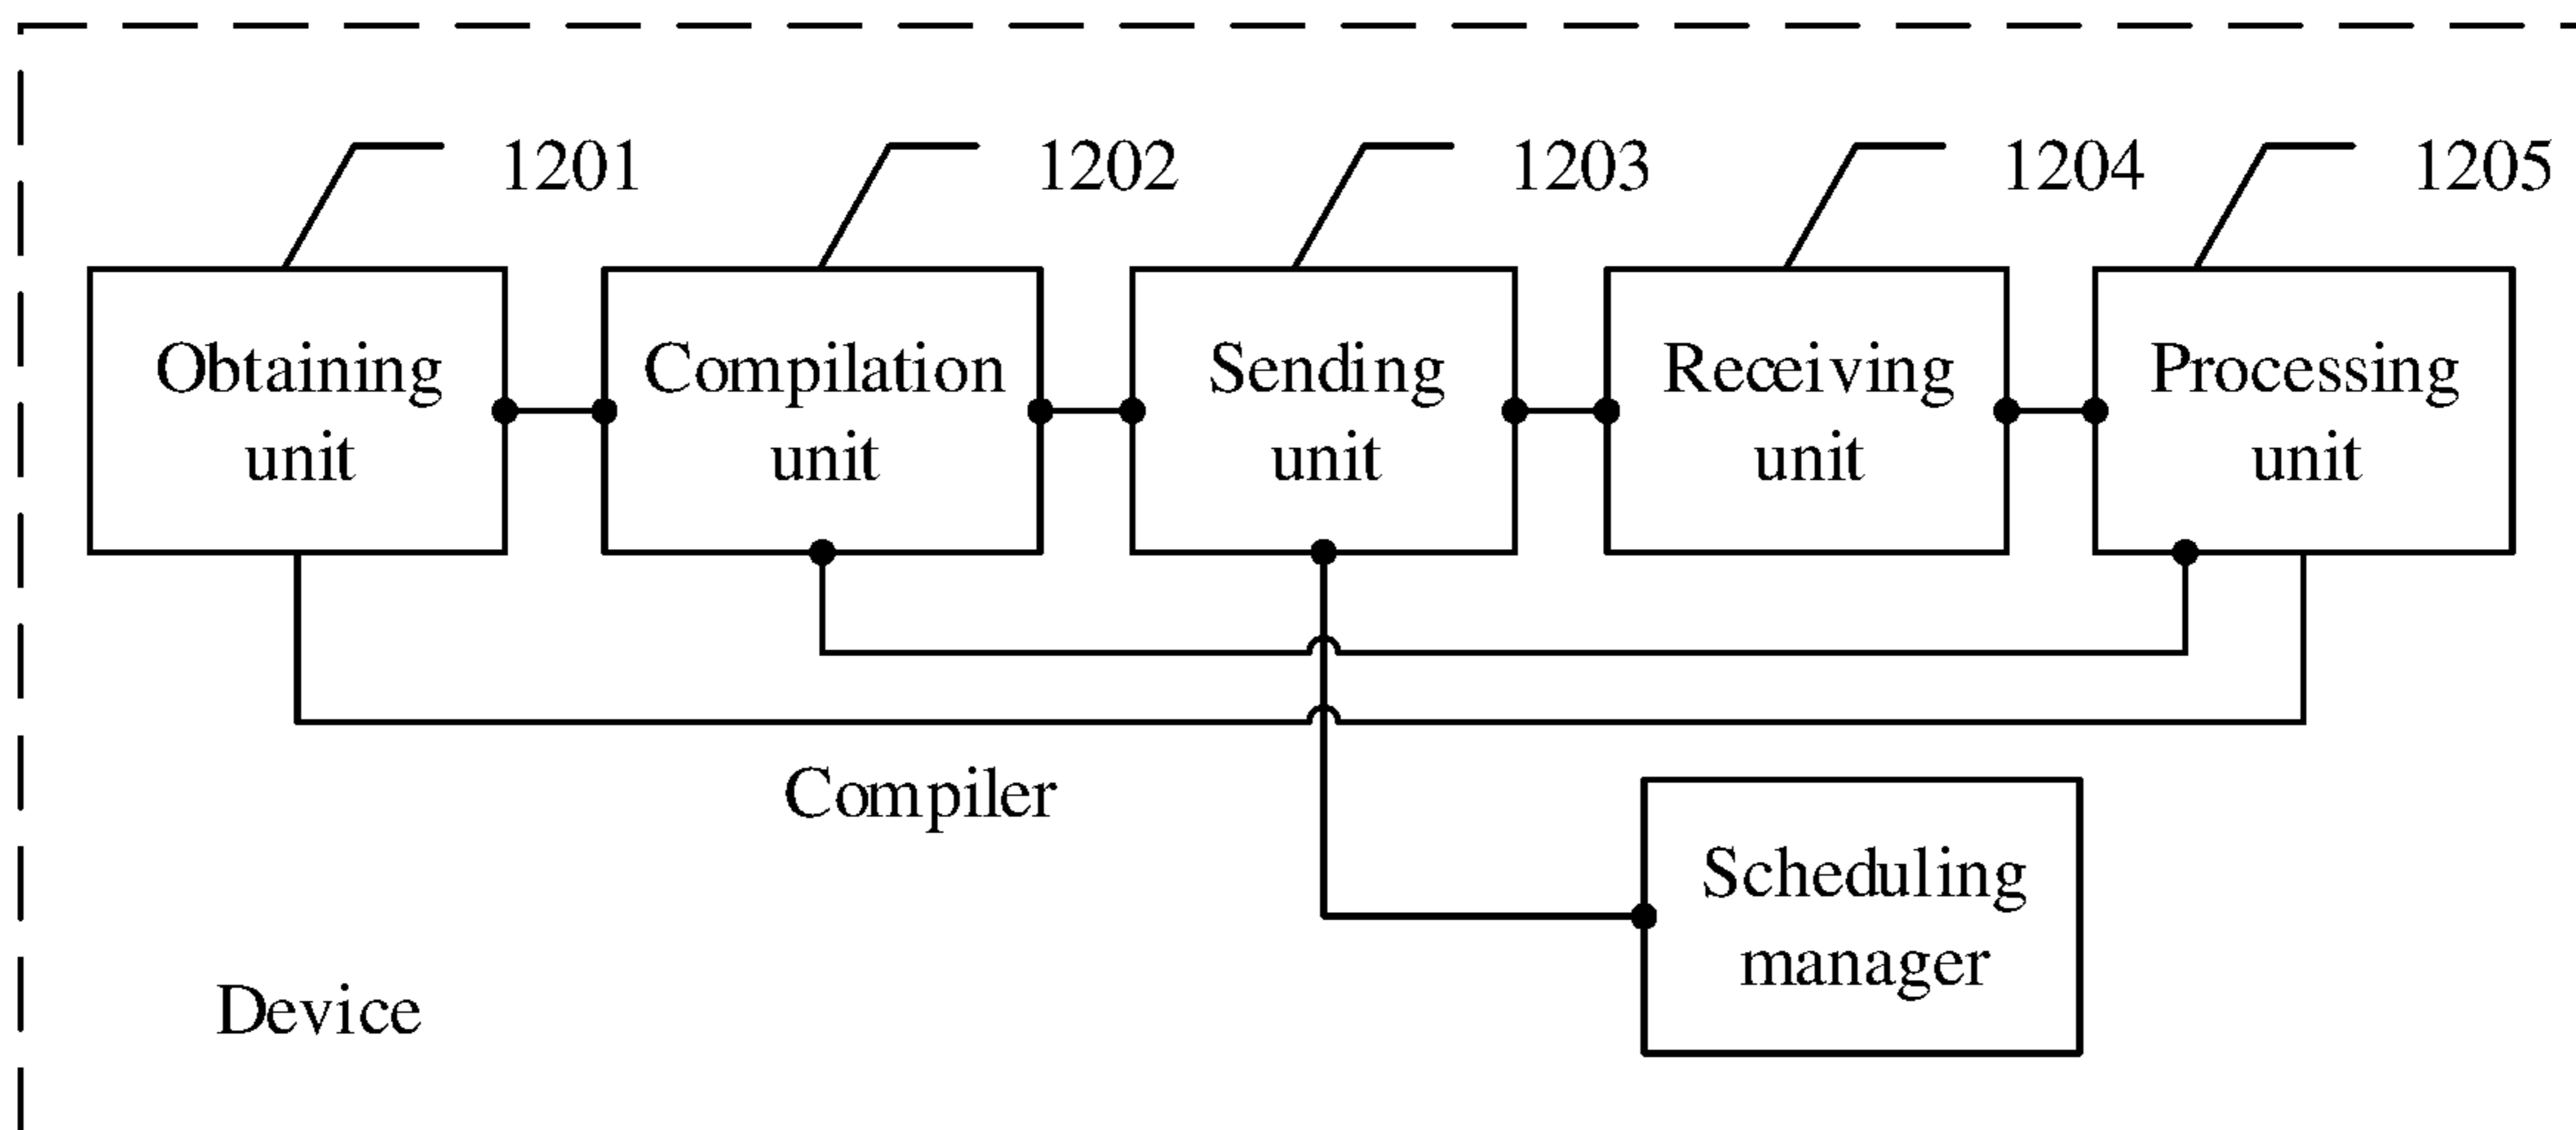 1201
1202
1203
1204
1205
Obtaining
unit
Compilation
unit
Sending
unit
Receiving
unit
Processing
unit
Compiler
Scheduling
manager
Device